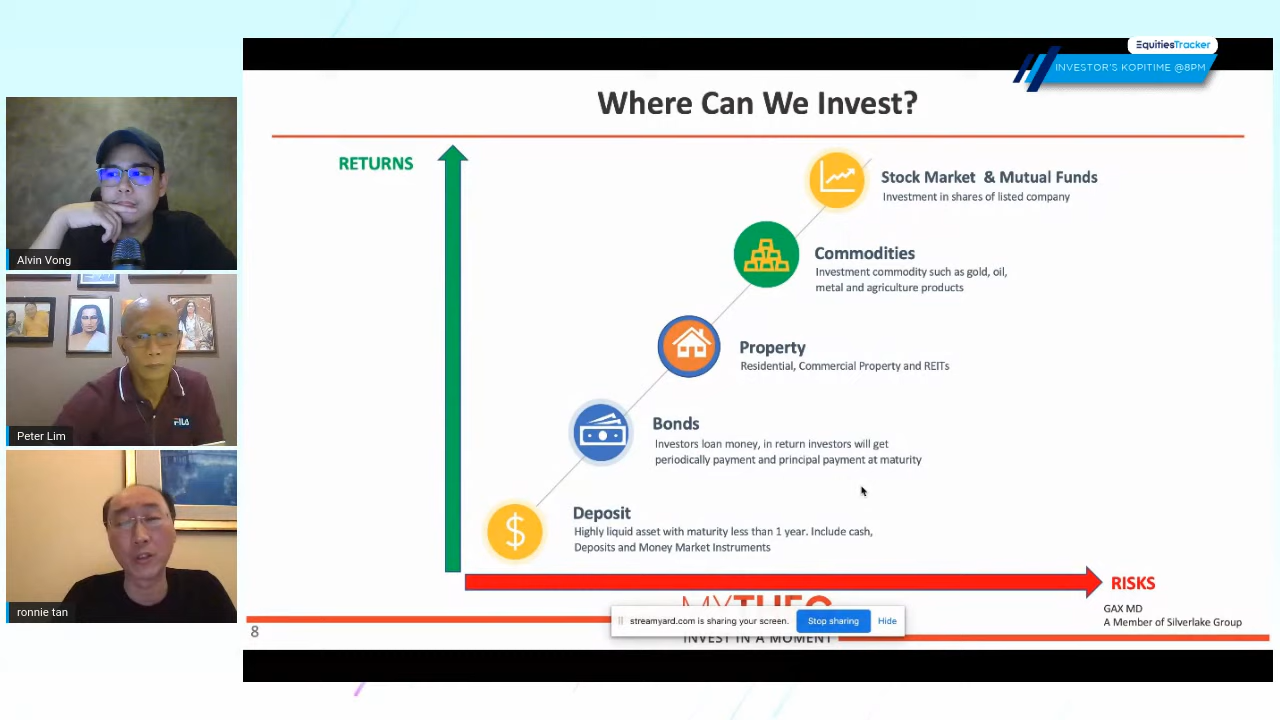 EquitiesTracker
INVESTOR'S KOPITIME @8PM
Where Can We Invest?
RETURNS
Stock Market & Mutual Funds
Investment in shares of listed company
Commodities
Investment commodity such as gold, oil,
metal and agriculture products
Property
Residential, Commercial Property and REITs
Bonds
Investors loan money, in return investors will get
periodically payment and principal payment at maturity
Deposit
Highly liquid asset with maturity less than 1 year. Include cash,
Deposits and Money Market Instruments
$
RISKS
GAX MD
A Member of Silverlake Group
streamyard.com is sharing your screen. Stop sharing Hide
INVEST IN A MOMENT
8
Alvin Vong
FILA
Peter Lim
ronnie tan